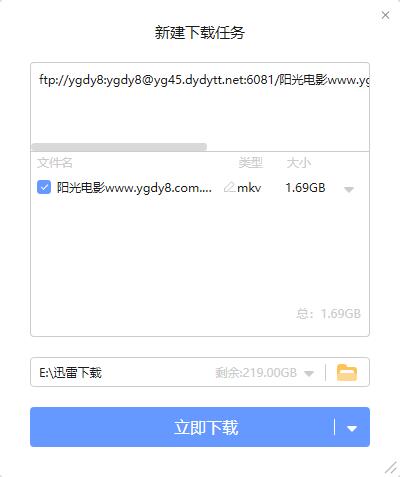 新建下载任务
ftp://ygdy8:ygdy8@yg45.dydytt.net:6081/阳光电影www.yg
文件名 类型 大小
阳光电影www.ygdy8.com.... mkv 1.69GB
总：1.69GB
E:\迅雷下载 剩余:219.00GB
立即下载